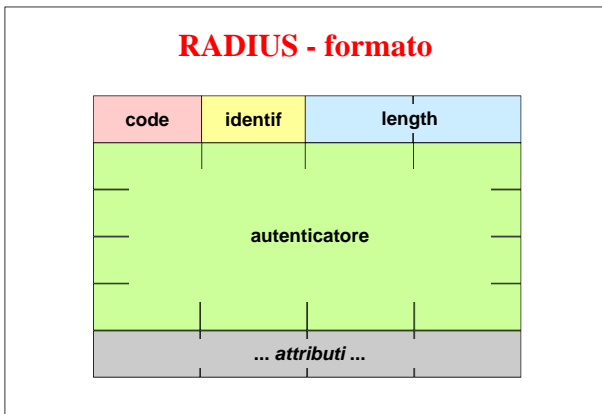 RADIUS - formato
code identif length
autenticatore
... attributi ...